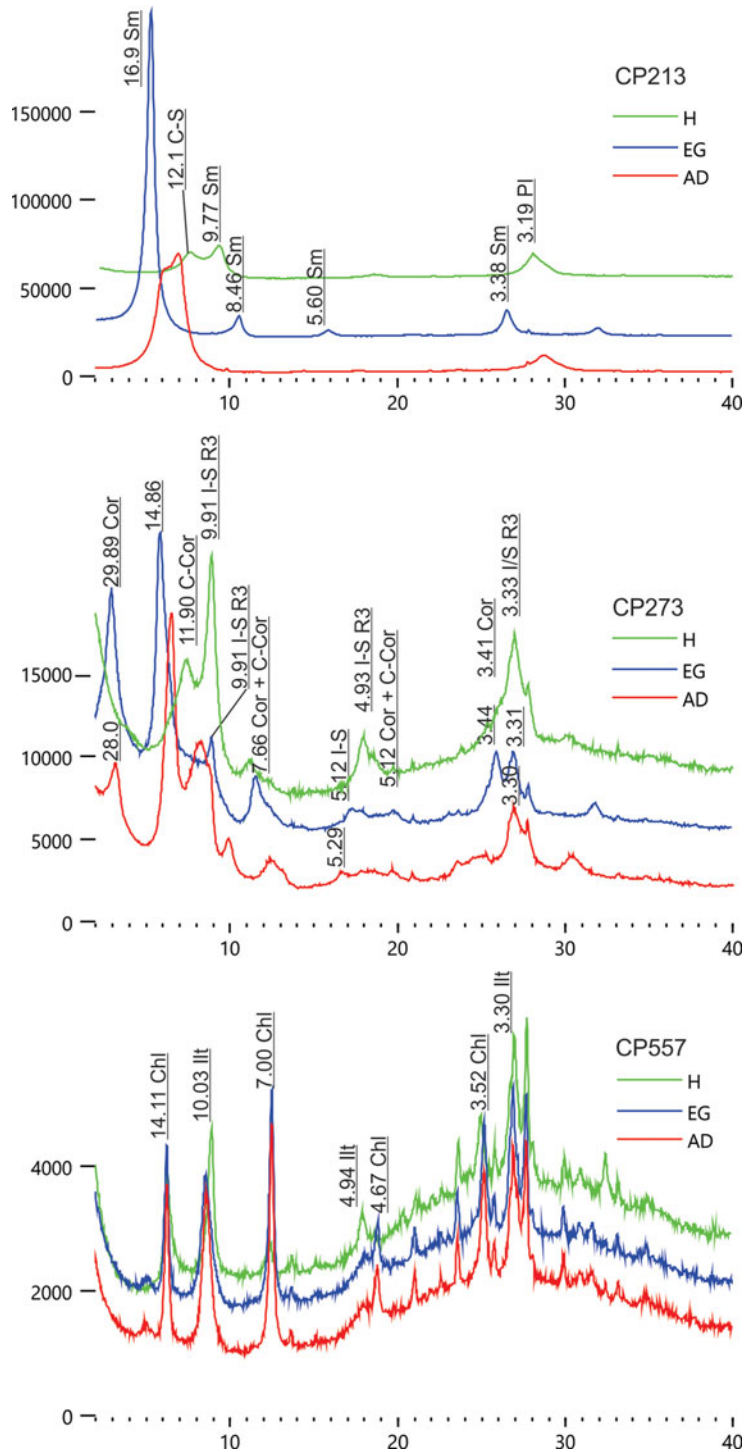 16.9 Sm
12.1 C-S
9.77 Sm
8.46 Sm
5.60 Sm
3.38 Sm
3.19 Pl
CP213
H
EG
AD
150000
100000
50000
0
10
20
30
40
29.89 Cor
28.0
14.86
11.90 C-Cor
9.91 I-S R3
9.91 I-S R3
7.66 Cor + C-Cor
5.29
5.12 I-S
4.93 I-S R3
5.12 Cor + C-Cor
3.41 Cor
3.44
3.33 I/S R3
3.31
3.30
CP273
H
EG
AD
15000
10000
5000
0
10
20
30
40
14.11 Chl
10.03 Ilt
7.00 Chl
4.94 Ilt
4.67 Chl
3.52 Chl
3.30 Ilt
CP557
H
EG
AD
4000
2000
0
10
20
30
40